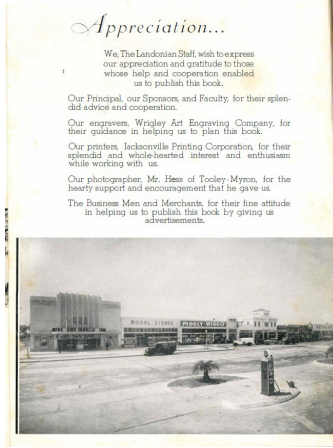 Appreciation...
We, The Landonian Staff, wish to express
our appreciation and gratitude to those
whose help and cooperation enabled
us to publish this book.
Our Principal, our Sponsors, and Faculty, for their splen-
did advice and cooperation.
Our engravers, Wrigley Art Engraving Company, for
their guidance in helping us to plan this book.
Our printers, Jacksonville Printing Corporation, for their
splendid and whole-hearted interest and enthusiasm
while working with us.
Our photographer, Mr. Hess of Tooley-Myron, for the
hearty support and encouragement that he gave us.
The Business Men and Merchants, for their fine attitude
in helping us to publish this book by giving us
advertisements.
SAN MARCO
MODEL STORES
PIGGLY WIGGLY